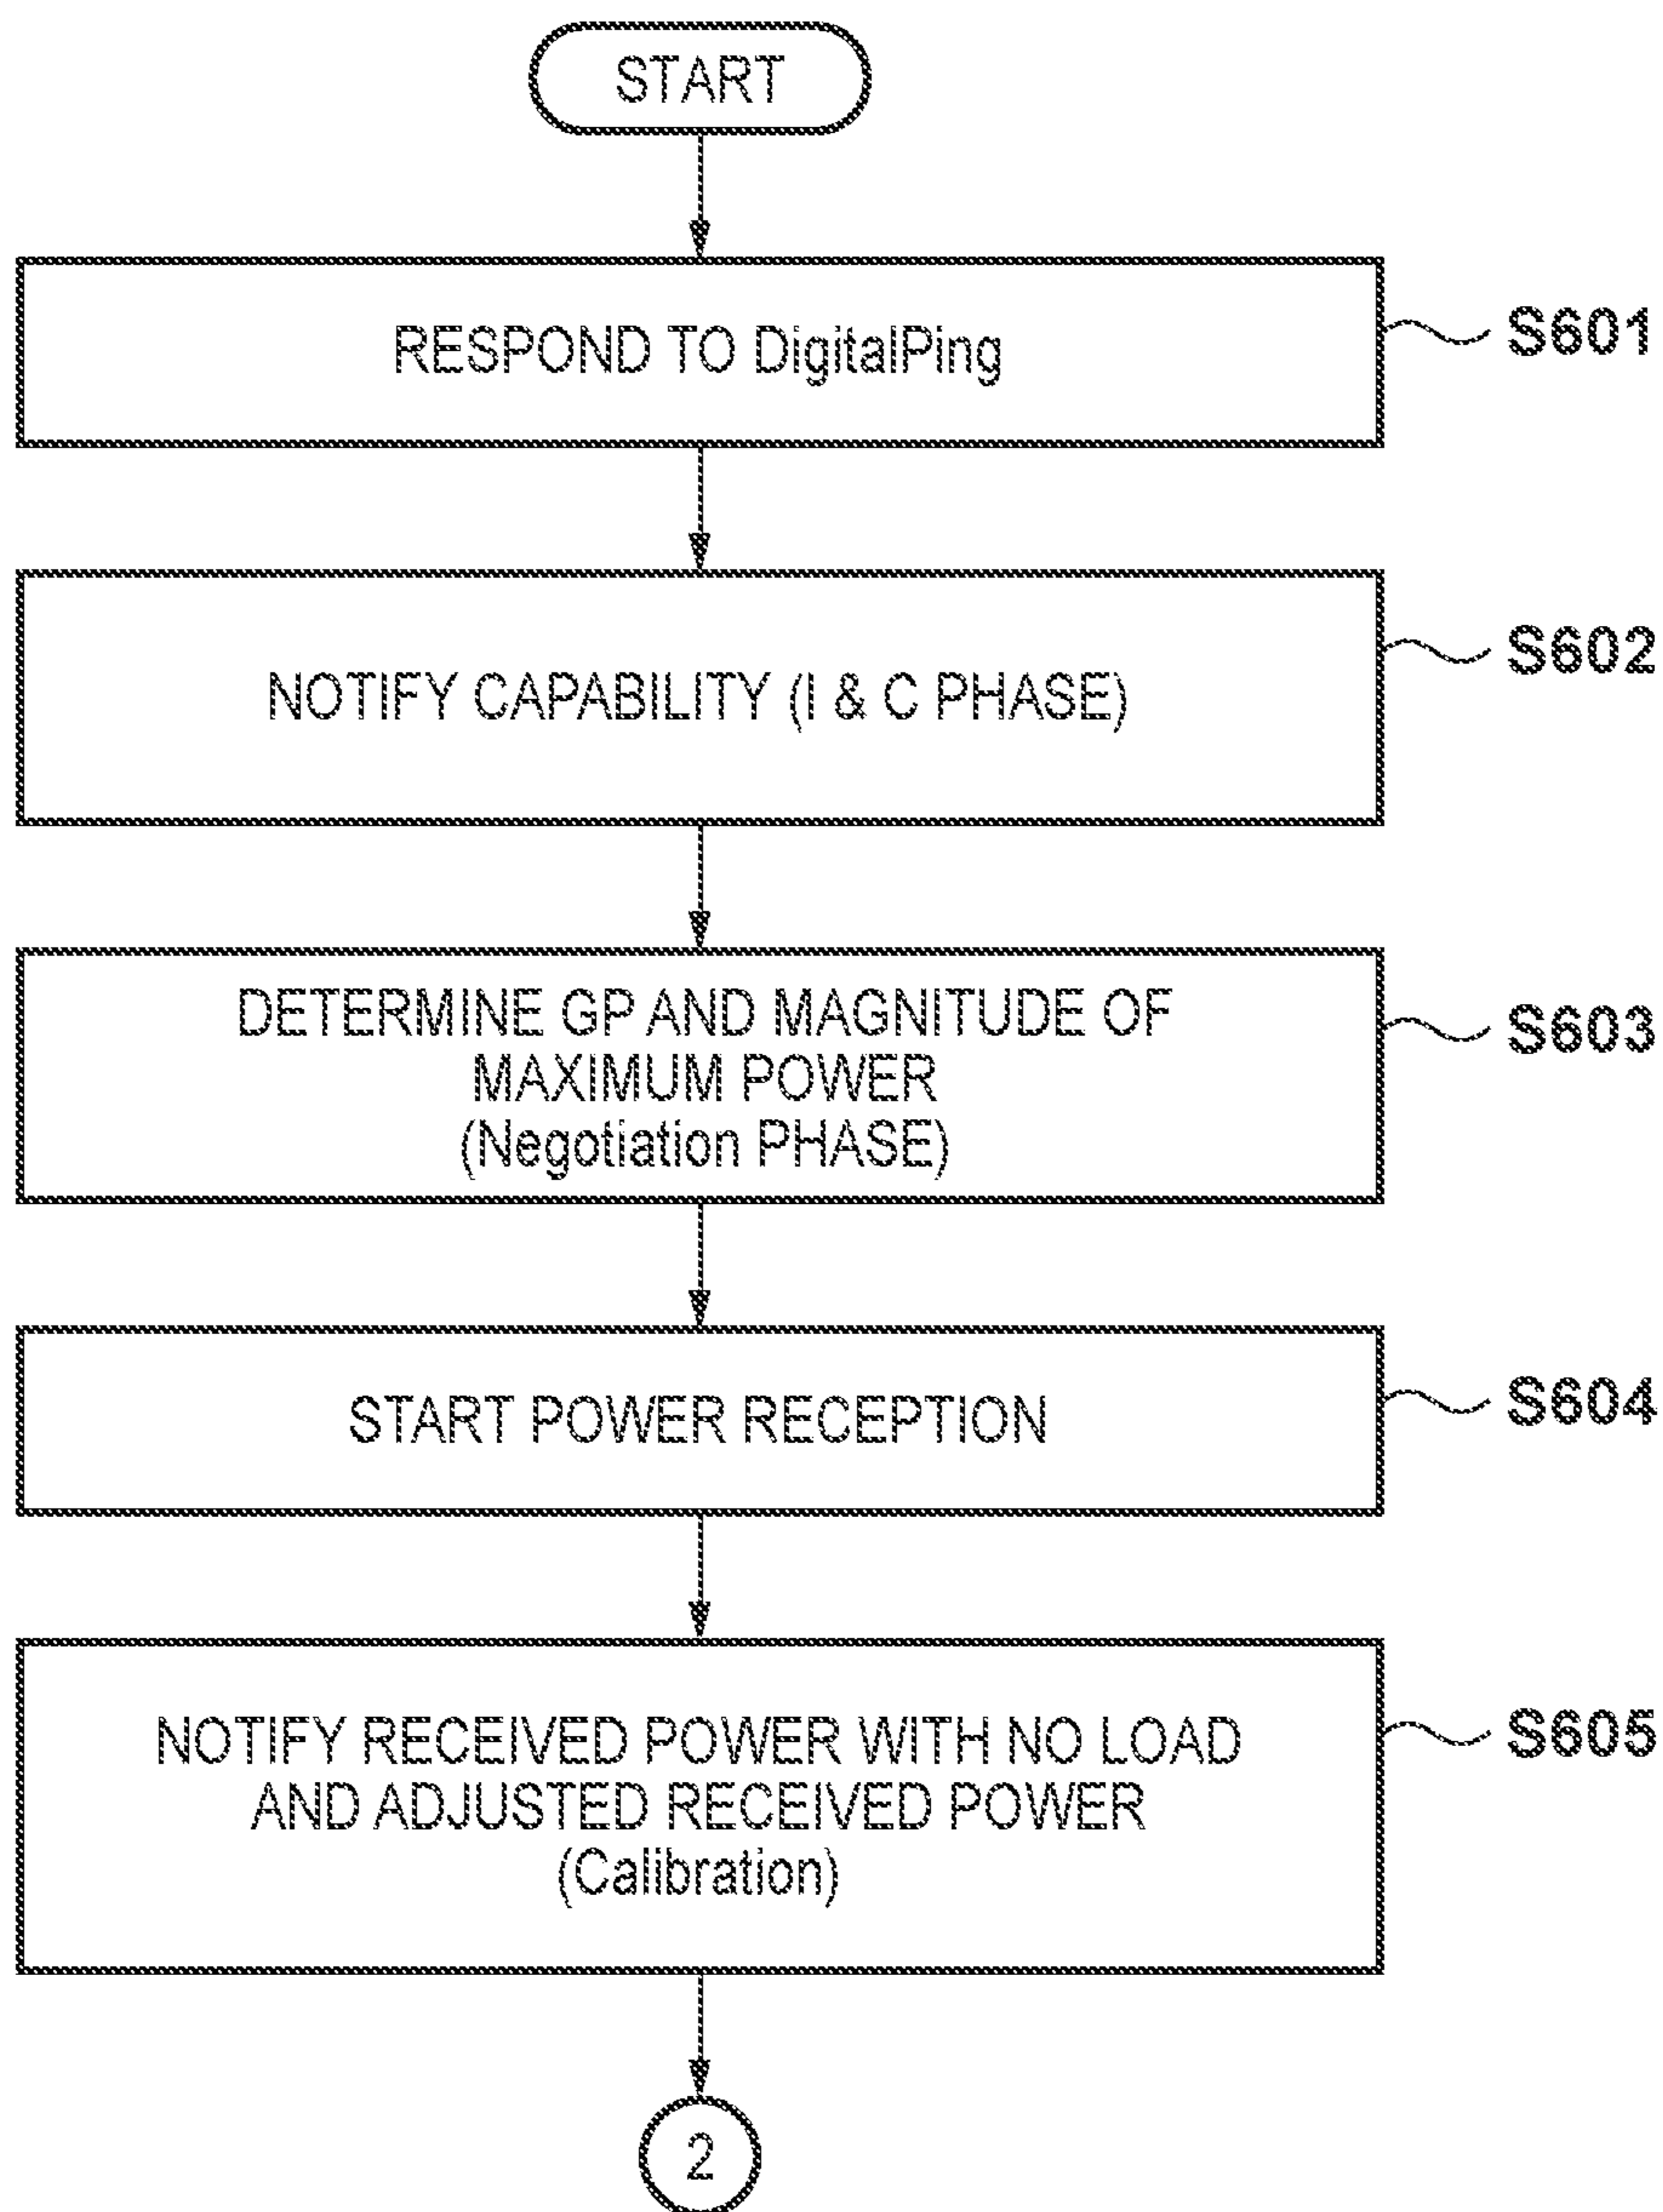 START
RESPOND TO DigitalPing
S601
NOTIFY CAPABILITY (I & C PHASE)
S602
DETERMINE GP AND MAGNITUDE OF
MAXIMUM POWER
(Negotiation PHASE)
S603
START POWER RECEPTION
S604
NOTIFY RECEIVED POWER WITH NO LOAD
AND ADJUSTED RECEIVED POWER
(Calibration)
S605
2